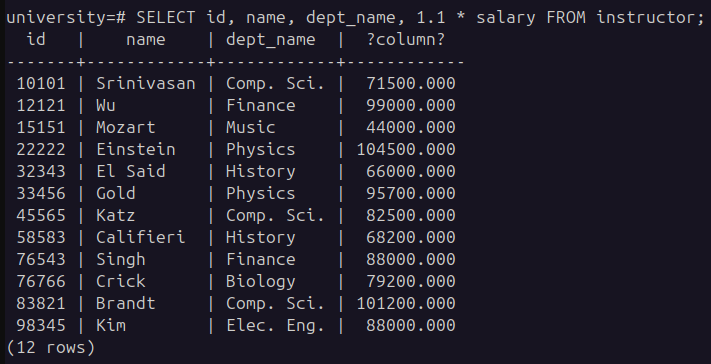 university=# SELECT id, name, dept_name, 1.1 * salary FROM instructor;
  id   |    name    | dept_name  |  ?column?
-------+------------+------------+------------
 10101 | Srinivasan | Comp. Sci. |  71500.000
 12121 | Wu         | Finance    |  99000.000
 15151 | Mozart     | Music      |  44000.000
 22222 | Einstein   | Physics    | 104500.000
 32343 | El Said    | History    |  66000.000
 33456 | Gold       | Physics    |  95700.000
 45565 | Katz       | Comp. Sci. |  82500.000
 58583 | Califieri  | History    |  68200.000
 76543 | Singh      | Finance    |  88000.000
 76766 | Crick      | Biology    |  79200.000
 83821 | Brandt     | Comp. Sci. | 101200.000
 98345 | Kim        | Elec. Eng. |  88000.000
(12 rows)